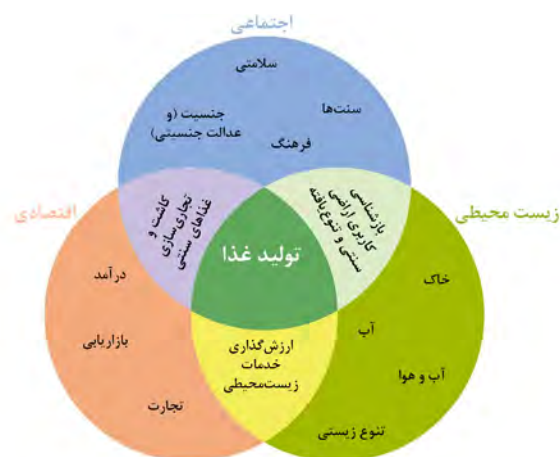 اجتماعی
سلامتی
سنت‌ها
جنسیت (و
عدالت جنسیتی)
فرهنگ
اقتصادی
زیست محیطی
کاشت و
تجاری‌سازی
غذاهای سنتی
بازشناسی
کاربری اراضی
سنتی و تنوع‌یافته
تولید غذا
درآمد
بازاریابی
تجارت
ارزش‌گذاری
خدمات
زیست‌محیطی
خاک
آب
آب و هوا
تنوع زیستی